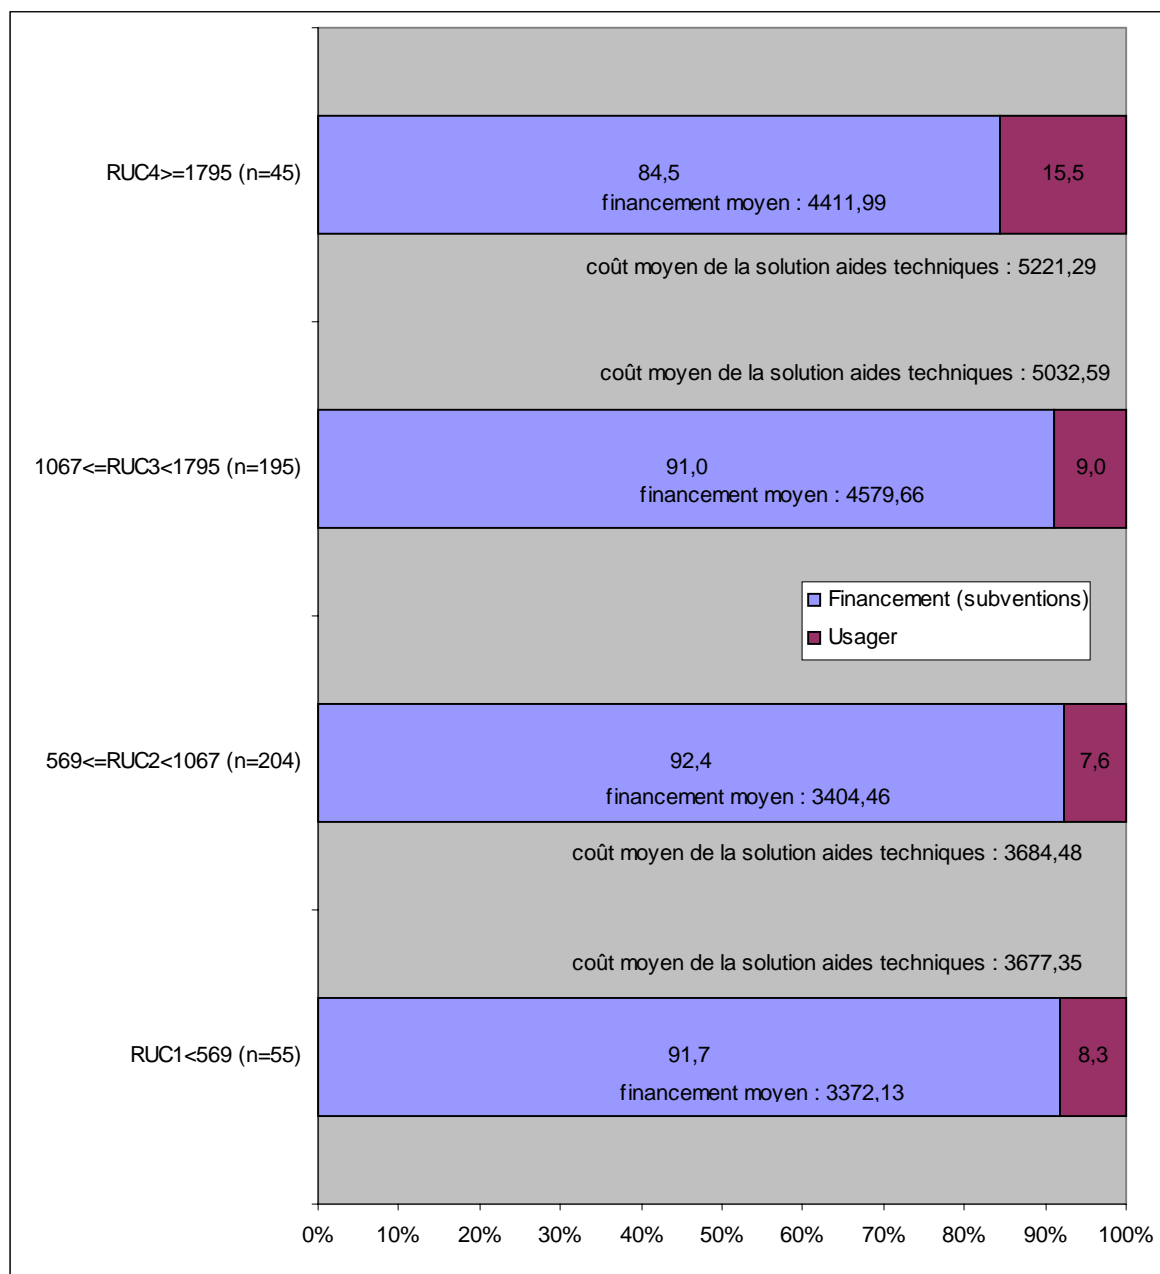 RUC4>=1795 (n=45)
84,5
15,5
financement moyen : 4411,99
coût moyen de la solution aides techniques : 5221,29
coût moyen de la solution aides techniques : 5032,59
1067<=RUC3<1795 (n=195)
91,0
9,0
financement moyen : 4579,66
Financement (subventions)
Usager
569<=RUC2<1067 (n=204)
92,4
7,6
financement moyen : 3404,46
coût moyen de la solution aides techniques : 3684,48
coût moyen de la solution aides techniques : 3677,35
RUC1<569 (n=55)
91,7
8,3
financement moyen : 3372,13
0% 10% 20% 30% 40% 50% 60% 70% 80% 90% 100%